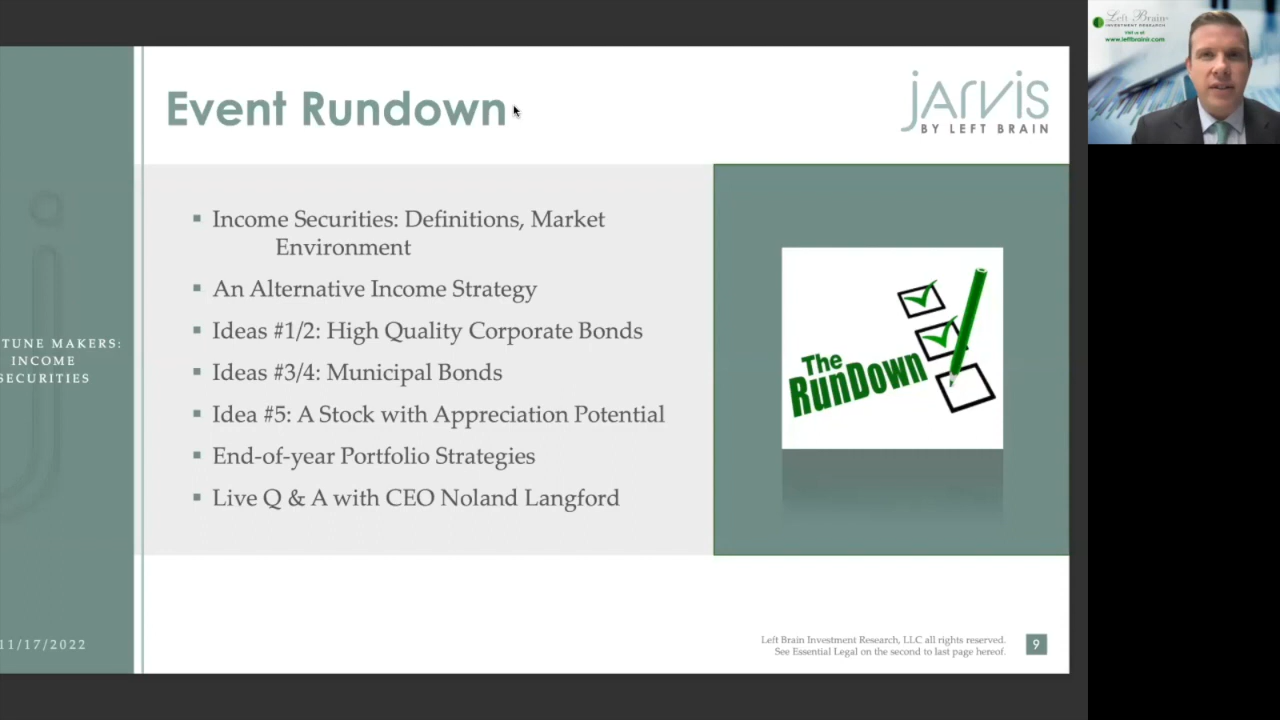 Event Rundown
jarvis
BY LEFT BRAIN
Income Securities: Definitions, Market
Environment
An Alternative Income Strategy
Ideas #1/2: High Quality Corporate Bonds
Ideas #3/4: Municipal Bonds
Idea #5: A Stock with Appreciation Potential
End-of-year Portfolio Strategies
Live Q & A with CEO Noland Langford
The
RunDown
TUNE MAKERS:
INCOME
SECURITIES
11/17/2022
Left Brain Investment Research, LLC all rights reserved.
See Essential Legal on the second to last page hereof.
9
Left Brain
INVESTMENT RESEARCH
Visit us at:
www.leftbrainir.com